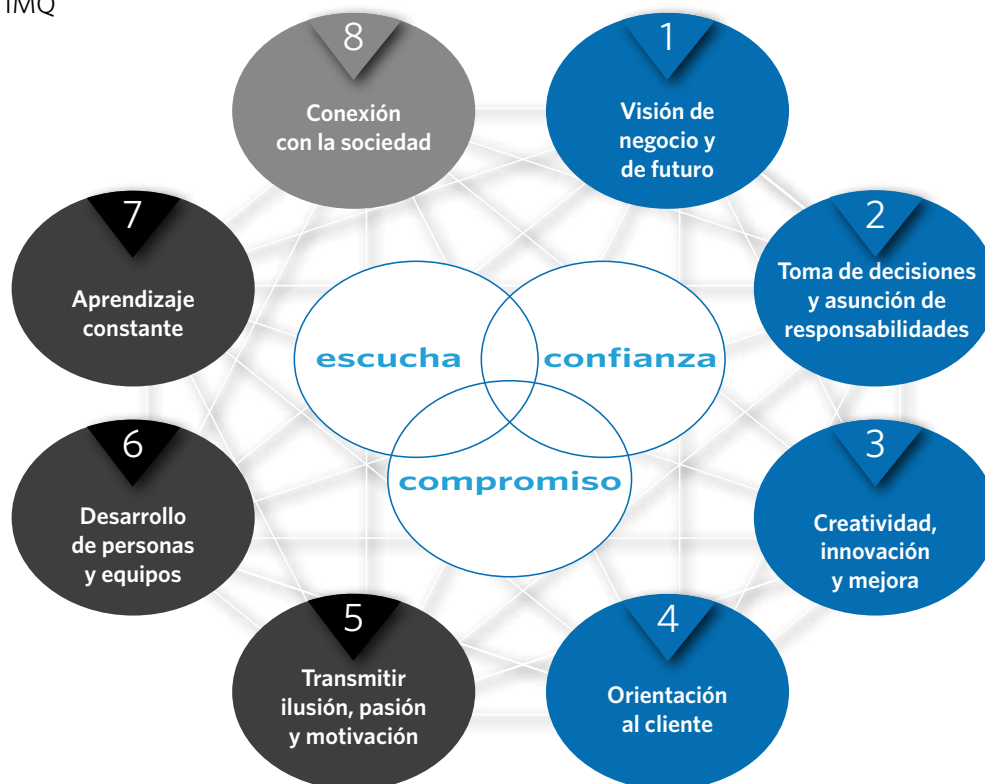 IMQ
8
Conexión
con la sociedad
1
Visión de
negocio y
de futuro
7
Aprendizaje
constante
2
Toma de decisiones
y asunción de
responsabilidades
escucha
confianza
compromiso
6
Desarrollo
de personas
y equipos
3
Creatividad,
innovación
y mejora
5
Transmitir
ilusión, pasión
y motivación
4
Orientación
al cliente